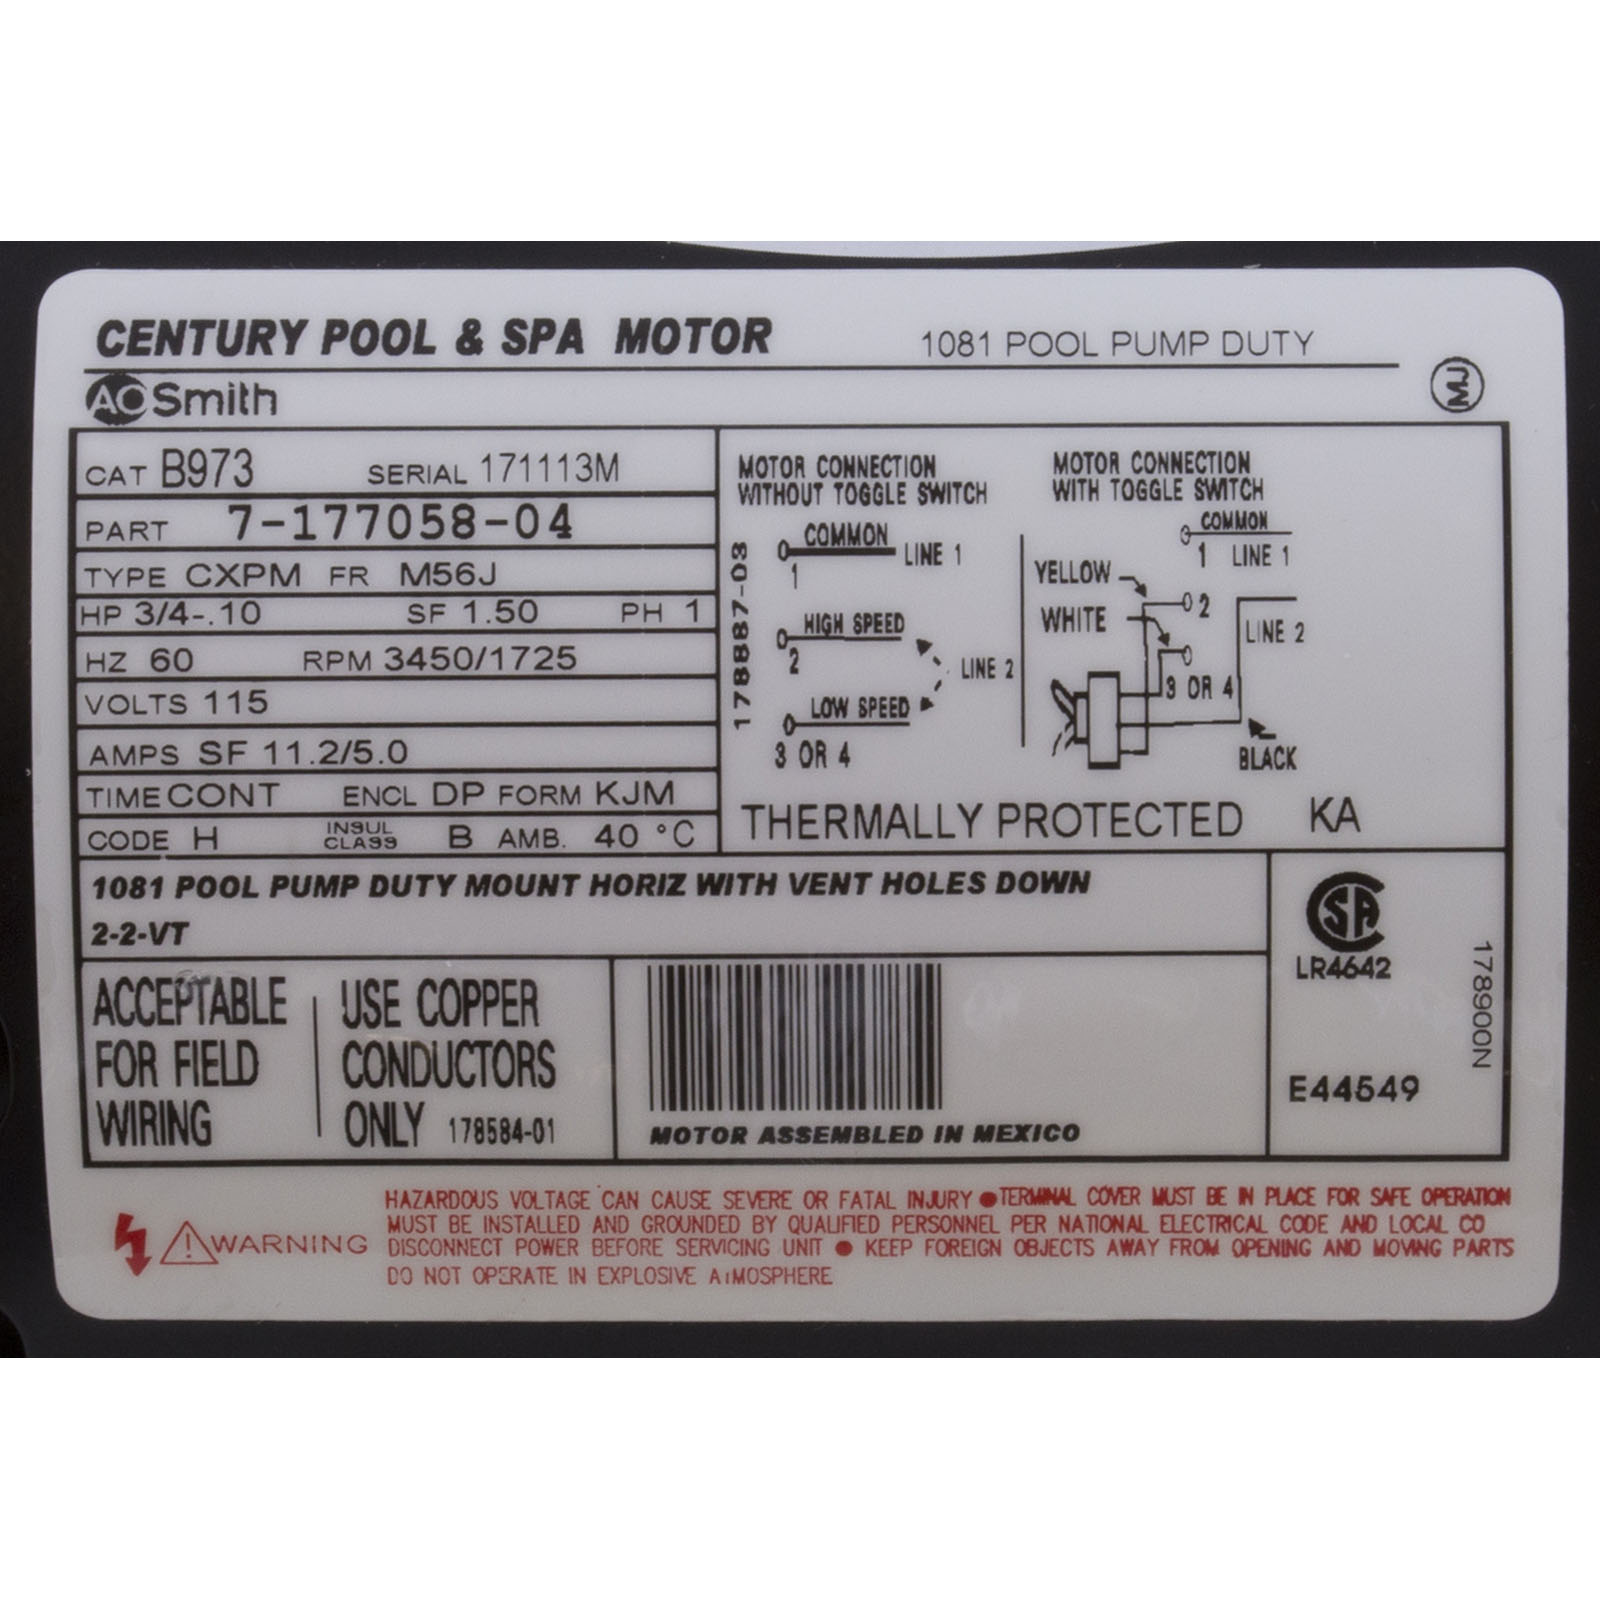 CENTURY POOL & SPA MOTOR 1081 POOL PUMP DUTY
MJ
AO Smith
CAT B973 SERIAL 171113M
PART 7-177058-04
TYPE CXPM FR M56J
HP 3/4-.10 SF 1.50 PH 1
HZ 60 RPM 3450/1725
VOLTS 115
AMPS SF 11.2/5.0
TIME CONT ENCL DP FORM KJM
CODE H INSUL CLASS B AMB. 40 °C
178887-03
MOTOR CONNECTION
WITHOUT TOGGLE SWITCH
COMMON
1 LINE 1
HIGH SPEED
2 LINE 2
LOW SPEED
3 OR 4
MOTOR CONNECTION
WITH TOGGLE SWITCH
COMMON
1 LINE 1
YELLOW
2
WHITE
LINE 2
3 OR 4
BLACK
THERMALLY PROTECTED KA
1081 POOL PUMP DUTY MOUNT HORIZ WITH VENT HOLES DOWN
2-2-VT
ACCEPTABLE
FOR FIELD
WIRING
USE COPPER
CONDUCTORS
ONLY 178584-01
MOTOR ASSEMBLED IN MEXICO
SA
LR4642
E44549
178900N
WARNING
HAZARDOUS VOLTAGE CAN CAUSE SEVERE OR FATAL INJURY ● TERMINAL COVER MUST BE IN PLACE FOR SAFE OPERATION
MUST BE INSTALLED AND GROUNDED BY QUALIFIED PERSONNEL PER NATIONAL ELECTRICAL CODE AND LOCAL CO
DISCONNECT POWER BEFORE SERVICING UNIT ● KEEP FOREIGN OBJECTS AWAY FROM OPENING AND MOVING PARTS
DO NOT OPERATE IN EXPLOSIVE ATMOSPHERE